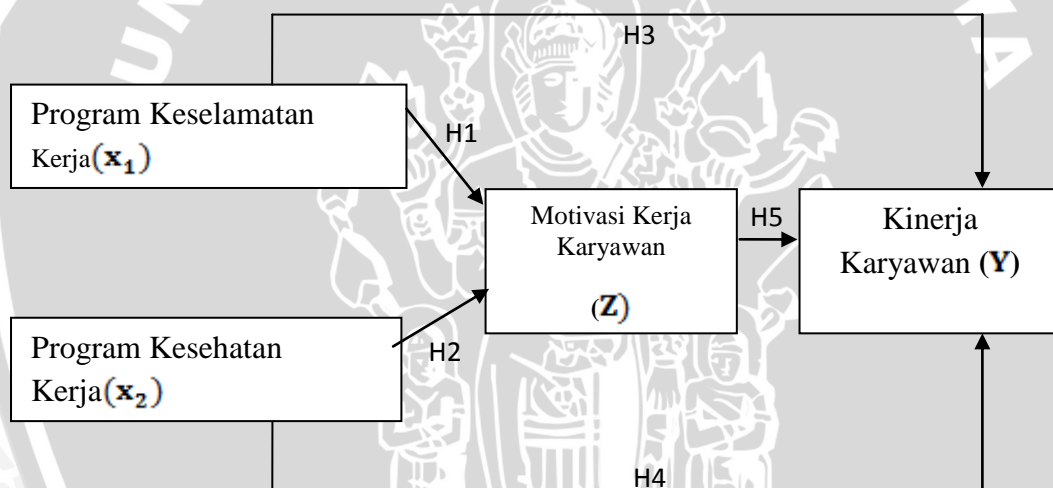 H3
Program Keselamatan
Kerja(x₁)
H1
Motivasi Kerja
Karyawan
(Z)
H5
Kinerja
Karyawan (Y)
Program Kesehatan
Kerja(x₂)
H2
H4